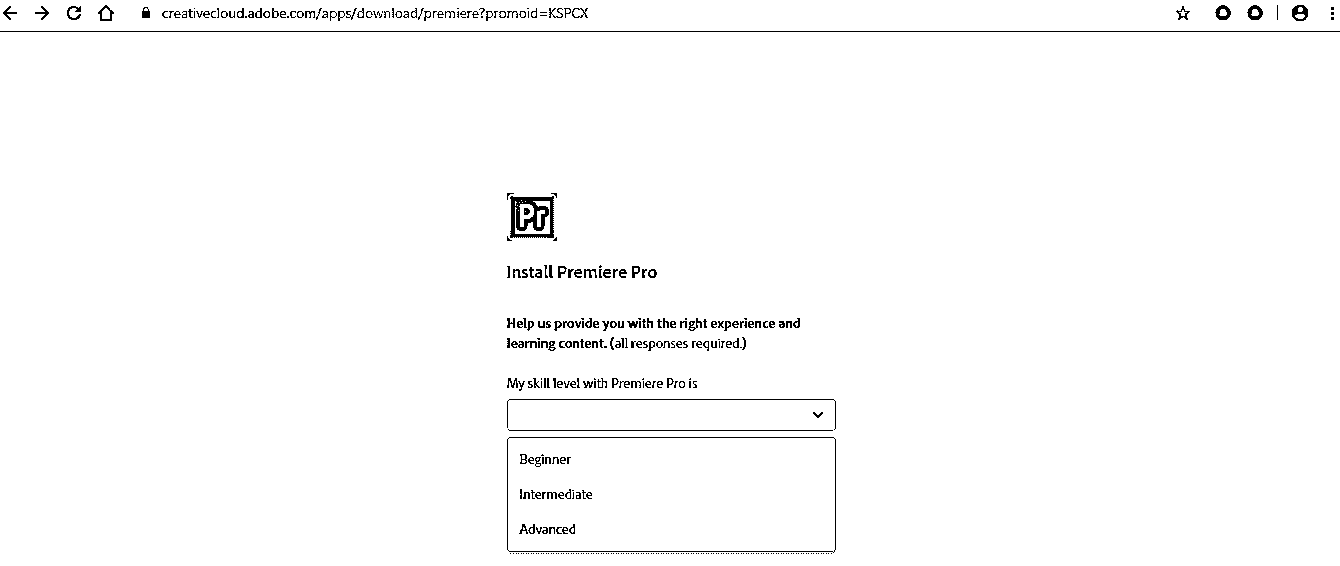 creativecloud.adobe.com/apps/download/premiere?promoid=KSPCX
Pr
Install Premiere Pro
Help us provide you with the right experience and
learning content. (all responses required.)
My skill level with Premiere Pro is
Beginner
Intermediate
Advanced